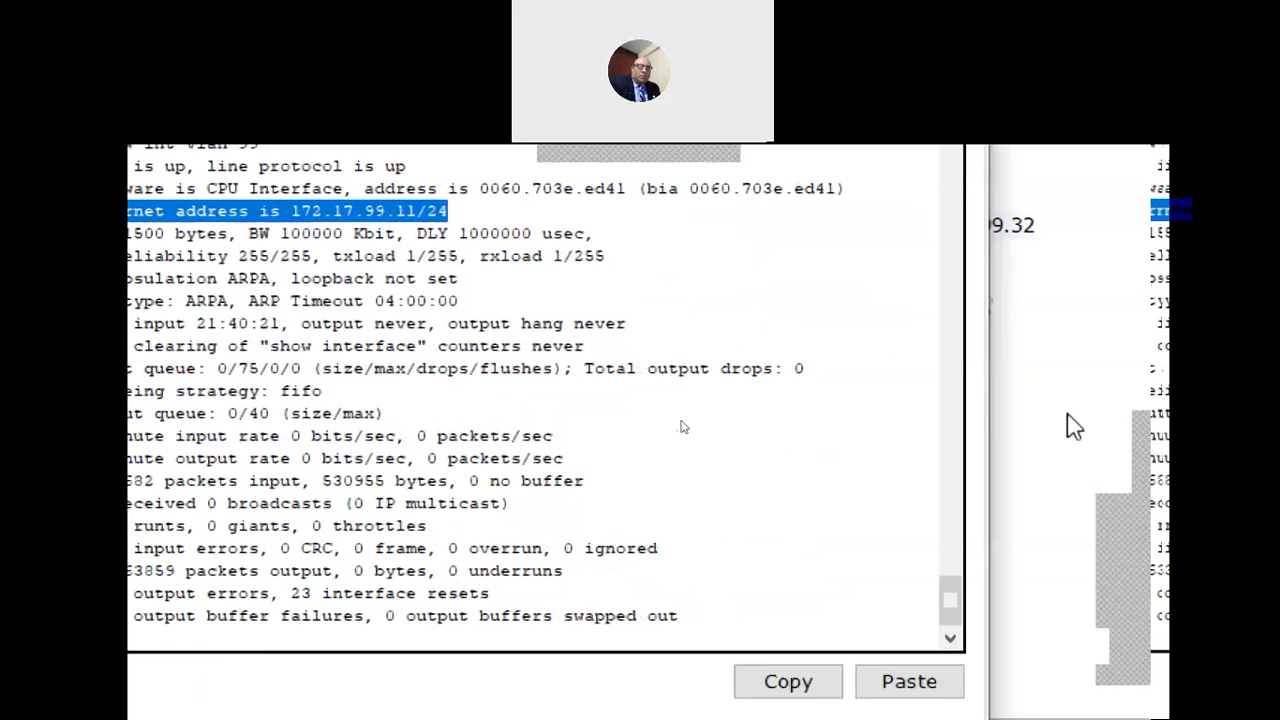 w int vlan 99
is up, line protocol is up
ware is CPU Interface, address is 0060.703e.ed41 (bia 0060.703e.ed41)
rnet address is 172.17.99.11/24
1500 bytes, BW 100000 Kbit, DLY 1000000 usec,
99.32
eliability 255/255, txload 1/255, rxload 1/255
psulation ARPA, loopback not set
type: ARPA, ARP Timeout 04:00:00
input 21:40:21, output never, output hang never
clearing of "show interface" counters never
t queue: 0/75/0/0 (size/max/drops/flushes); Total output drops: 0
eing strategy: fifo
ut queue: 0/40 (size/max)
nute input rate 0 bits/sec, 0 packets/sec
nute output rate 0 bits/sec, 0 packets/sec
582 packets input, 530955 bytes, 0 no buffer
eceived 0 broadcasts (0 IP multicast)
runts, 0 giants, 0 throttles
input errors, 0 CRC, 0 frame, 0 overrun, 0 ignored
53859 packets output, 0 bytes, 0 underruns
output errors, 23 interface resets
output buffer failures, 0 output buffers swapped out
Copy
Paste